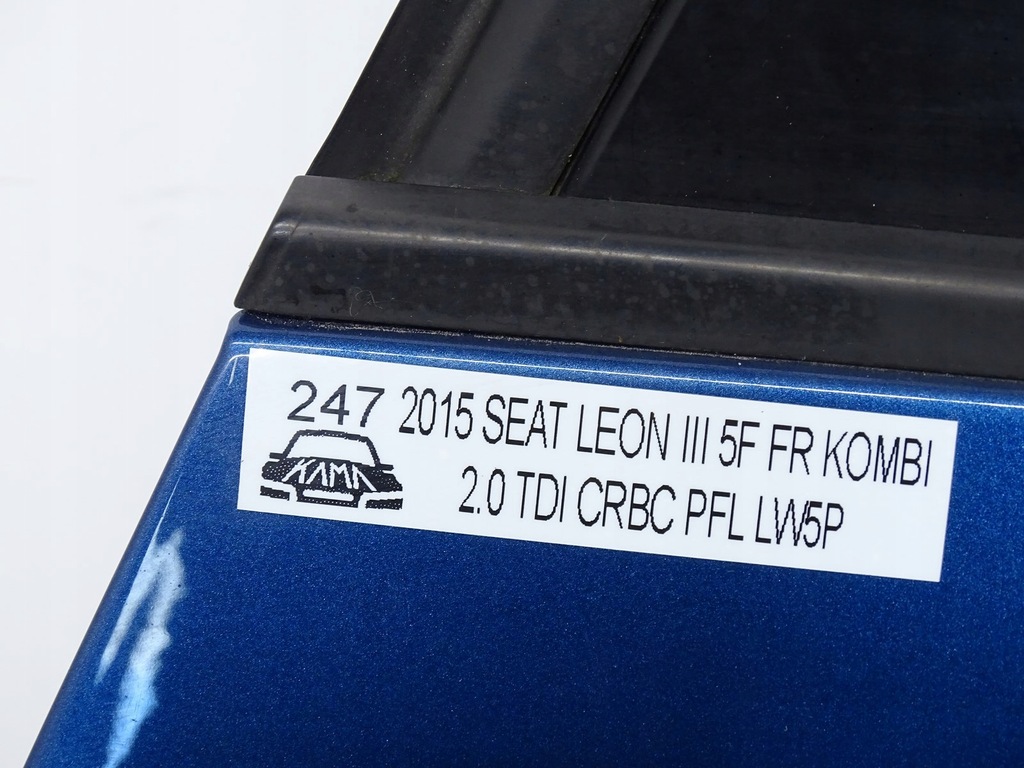 247 2015 SEAT LEON III 5F FR KOMBI
KAMA 2.0 TDI CRBC PFL LW5P